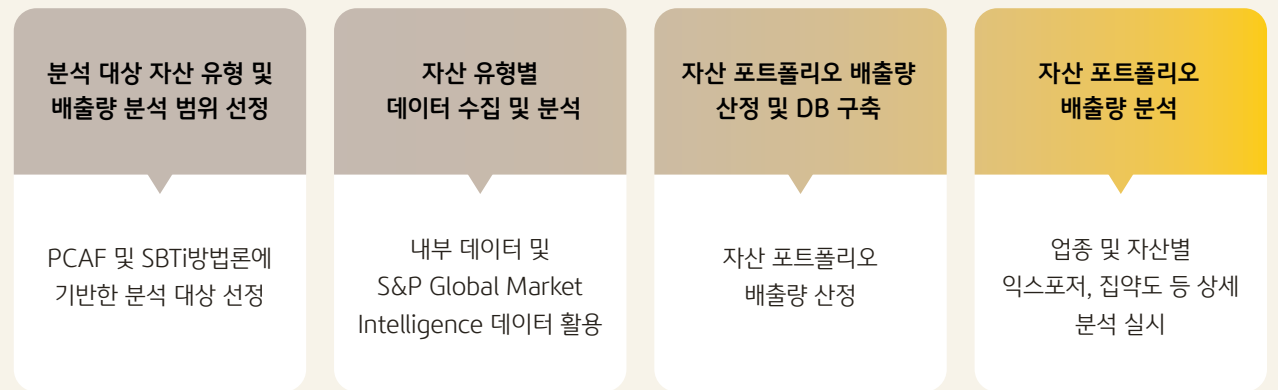 분석 대상 자산 유형 및
배출량 분석 범위 선정
PCAF 및 SBTi방법론에
기반한 분석 대상 선정
자산 유형별
데이터 수집 및 분석
내부 데이터 및
S&P Global Market
Intelligence 데이터 활용
자산 포트폴리오 배출량
산정 및 DB 구축
자산 포트폴리오
배출량 산정
자산 포트폴리오
배출량 분석
업종 및 자산별
익스포저, 집약도 등 상세
분석 실시